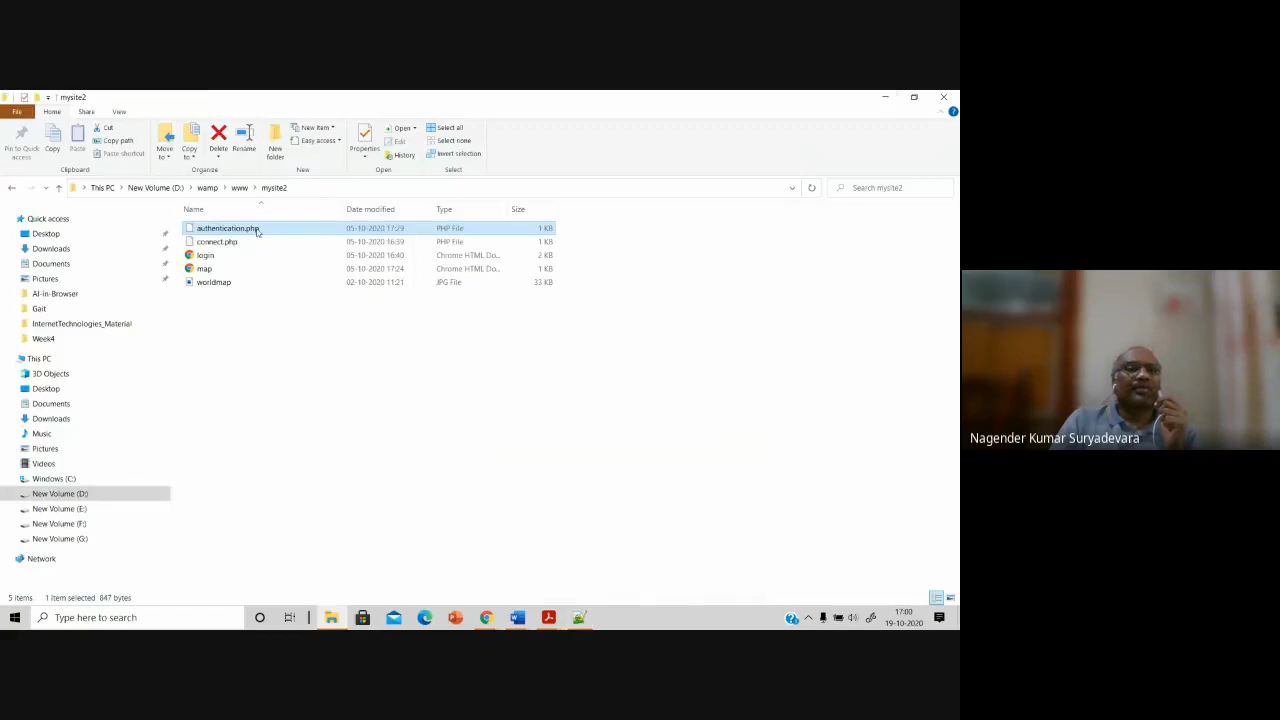 mysite2
File Home Share View
Pin to Quick access
Copy
Paste
Cut
Copy path
Paste shortcut
Clipboard
Move to
Copy to
Delete
Rename
Organize
New folder
New item
Easy access
New
Properties
Open
Edit
History
Open
Select all
Select none
Invert selection
Select
This PC > New Volume (D:) > wamp > www > mysite2
Search mysite2
Name Date modified Type Size
authentication.php 05-10-2020 17:29 PHP File 1 KB
connect.php 05-10-2020 16:39 PHP File 1 KB
login 05-10-2020 16:40 Chrome HTML Do... 2 KB
map 05-10-2020 17:24 Chrome HTML Do... 1 KB
worldmap 02-10-2020 11:21 JPG File 33 KB
Quick access
Desktop
Downloads
Documents
Pictures
AI-in-Browser
Gait
InternetTechnologies_Material
Week4
This PC
3D Objects
Desktop
Documents
Downloads
Music
Pictures
Videos
Windows (C:)
New Volume (D:)
New Volume (E:)
New Volume (F:)
New Volume (G:)
Network
5 items 1 item selected 847 bytes
Type here to search
17:00
19-10-2020
Nagender Kumar Suryadevara